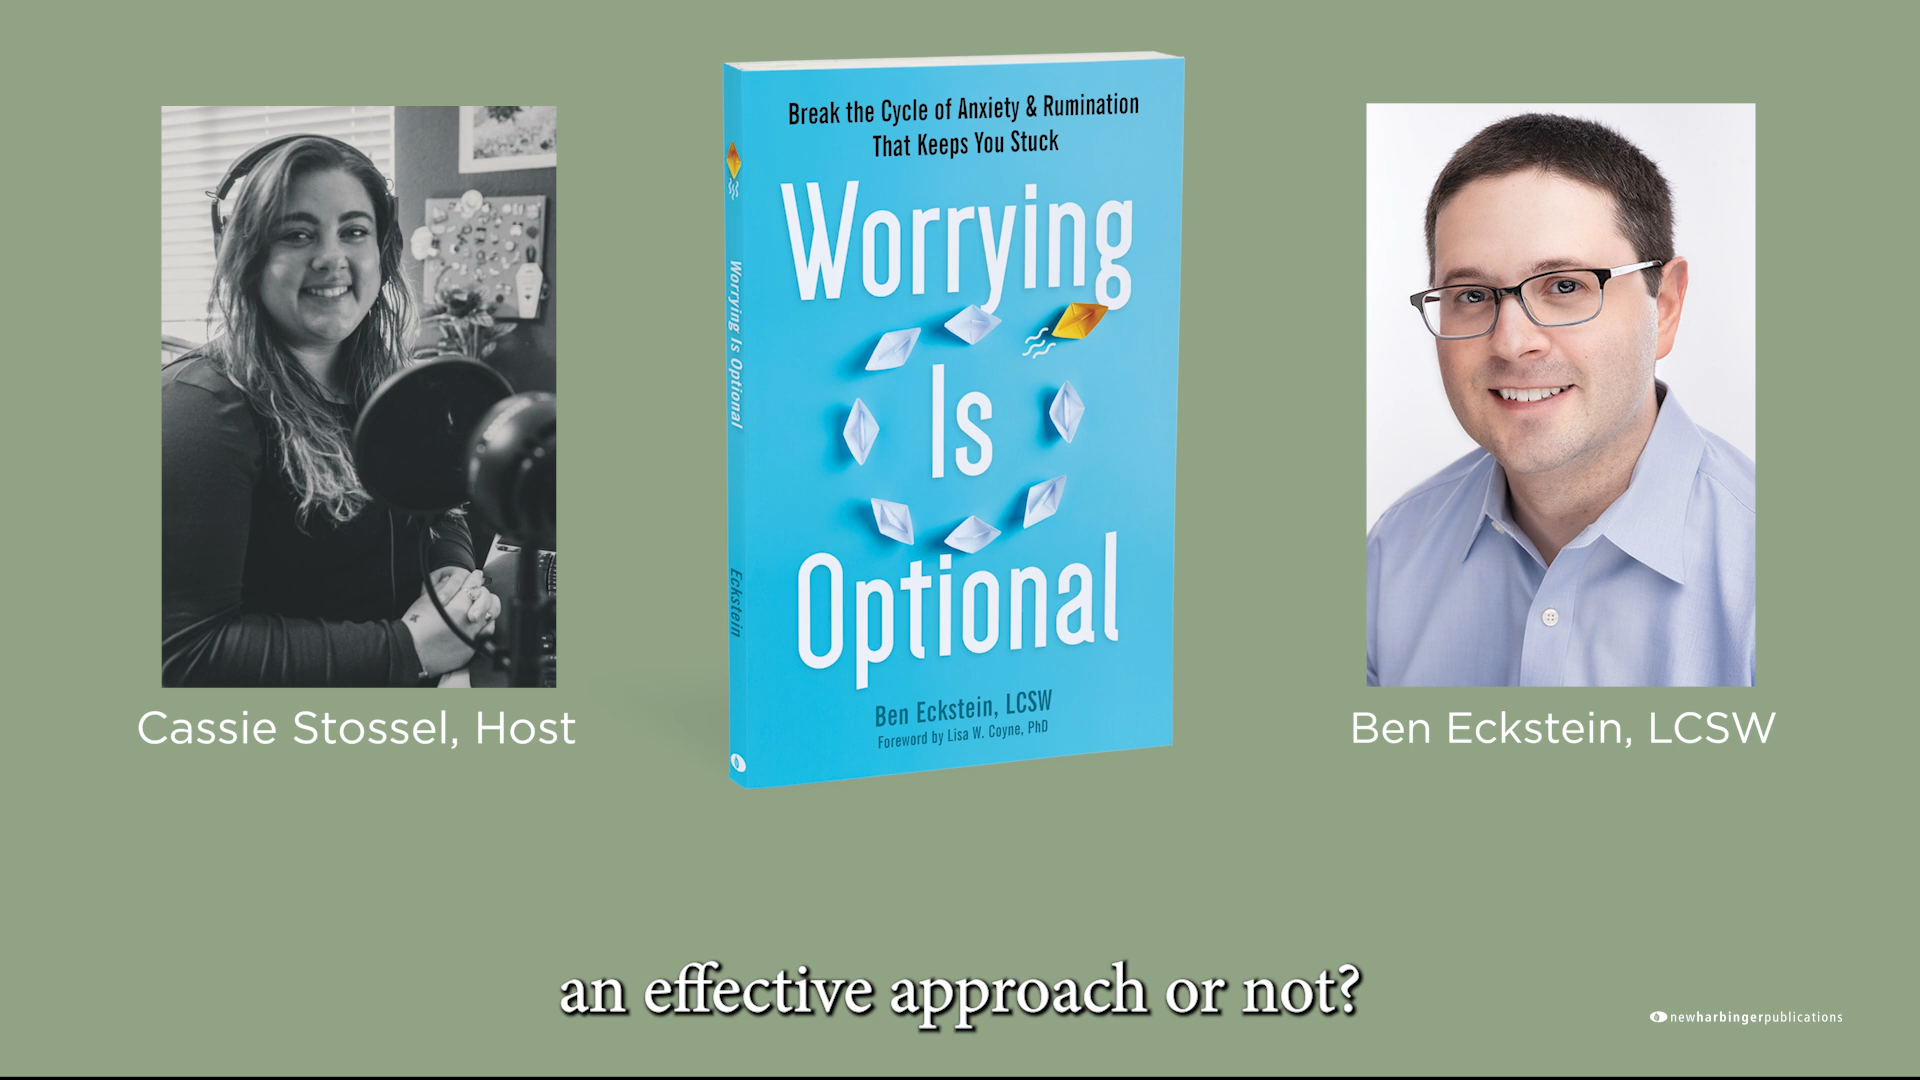 Break the Cycle of Anxiety & Rumination
That Keeps You Stuck
Worrying
Is
Optional
Ben Eckstein, LCSW
Foreword by Lisa W. Coyne, PhD
Worrying Is Optional
Eckstein
Cassie Stossel, Host
Ben Eckstein, LCSW
an effective approach or not?
newharbingerpublications